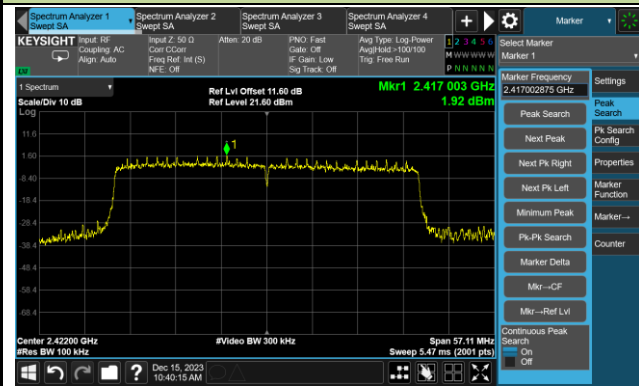 Spectrum Analyzer 1
Swept SA
Spectrum Analyzer 2
Swept SA
Spectrum Analyzer 3
Swept SA
Spectrum Analyzer 4
Swept SA
Marker
KEYSIGHT
Input: RF
Coupling: AC
Align: Auto
Input Z: 50 Ω
Corr CCorr
Freq Ref: Int (S)
NFE: Off
Atten: 20 dB
PNO: Fast
Gate: Off
IF Gain: Low
Sig Track: Off
Avg Type: Log-Power
Avg|Hold:>100/100
Trig: Free Run
1 2 3 4 5 6
M W W W W W
P N N N N N
LXI
Select Marker
Marker 1
1 Spectrum
Scale/Div 10 dB
Log
Ref Lvl Offset 11.60 dB
Ref Level 21.60 dBm
Mkr1 2.417 003 GHz
1.92 dBm
11.6
1.60
-8.40
-18.4
-28.4
-38.4
-48.4
-58.4
-68.4
1
Center 2.42200 GHz
#Res BW 100 kHz
#Video BW 300 kHz
Span 57.11 MHz
Sweep 5.47 ms (2001 pts)
Marker Frequency
2.417002875 GHz
Peak Search
Next Peak
Next Pk Right
Next Pk Left
Minimum Peak
Pk-Pk Search
Marker Delta
Mkr→CF
Mkr→Ref Lvl
Continuous Peak
Search
On
Off
Settings
Peak
Search
Pk Search
Config
Properties
Marker
Function
Marker→
Counter
?
Dec 15, 2023
10:40:15 AM